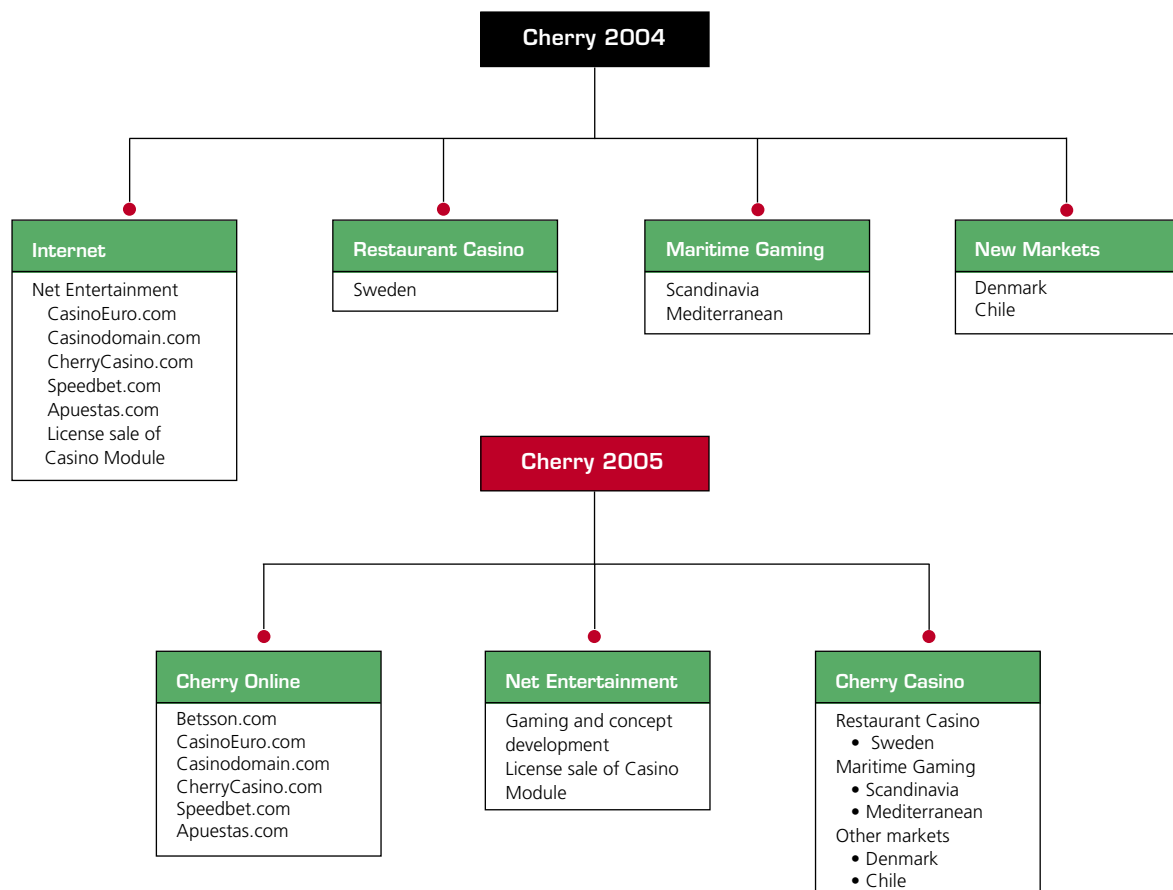 Cherry 2004
Internet
Net Entertainment
CasinoEuro.com
Casinodomain.com
CherryCasino.com
Speedbet.com
Apuestas.com
License sale of
Casino Module
Restaurant Casino
Sweden
Maritime Gaming
Scandinavia
Mediterranean
New Markets
Denmark
Chile
Cherry 2005
Cherry Online
Betsson.com
CasinoEuro.com
Casinodomain.com
CherryCasino.com
Speedbet.com
Apuestas.com
Net Entertainment
Gaming and concept
development
License sale of Casino
Module
Cherry Casino
Restaurant Casino
• Sweden
Maritime Gaming
• Scandinavia
• Mediterranean
Other markets
• Denmark
• Chile